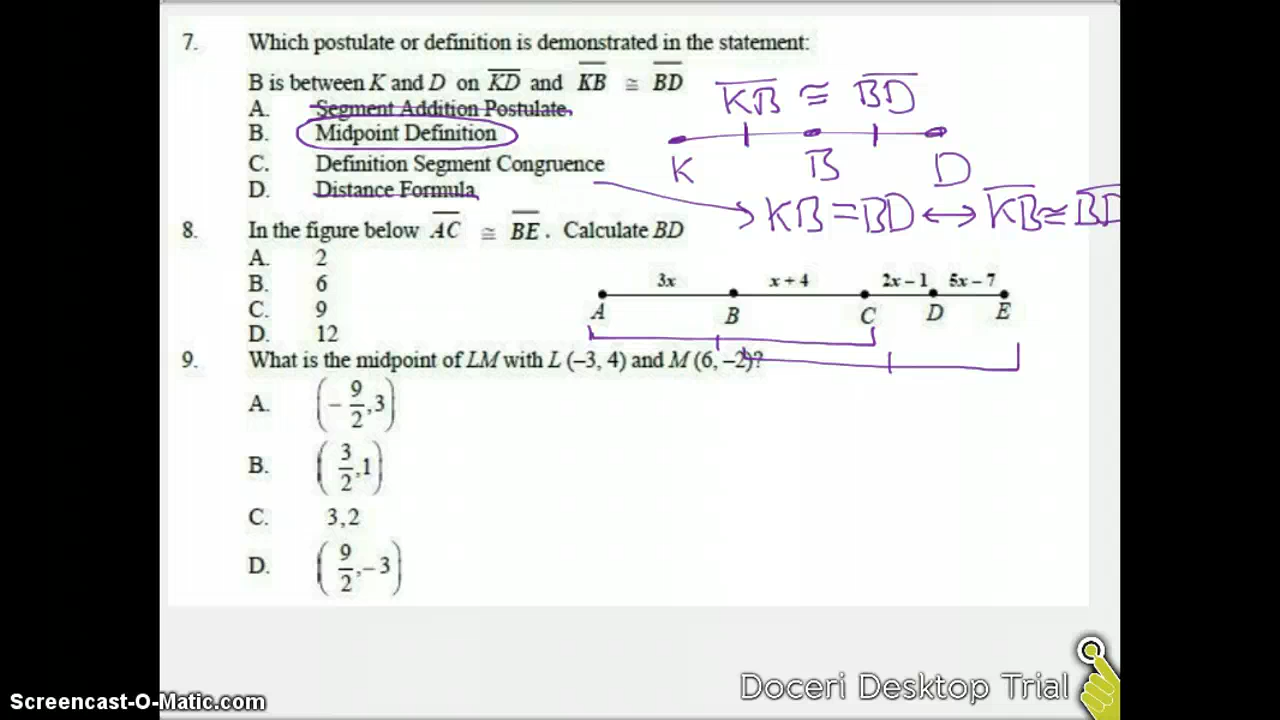 7. Which postulate or definition is demonstrated in the statement:
B is between K and D on KD and KB ≅ BD
A. Segment Addition Postulate.
B. Midpoint Definition
C. Definition Segment Congruence
D. Distance Formula
KB ≅ BD
K B D
KB = BD ↔ KB ≅ BD
8. In the figure below AC ≅ BE. Calculate BD
A. 2
B. 6
C. 9
D. 12
3x x + 4 2x − 1 5x − 7
A B C D E
9. What is the midpoint of LM with L (−3, 4) and M (6, −2)?
A. (−9/2, 3)
B. (3/2, 1)
C. 3,2
D. (9/2, −3)
Doceri Desktop Trial
Screencast-O-Matic.com